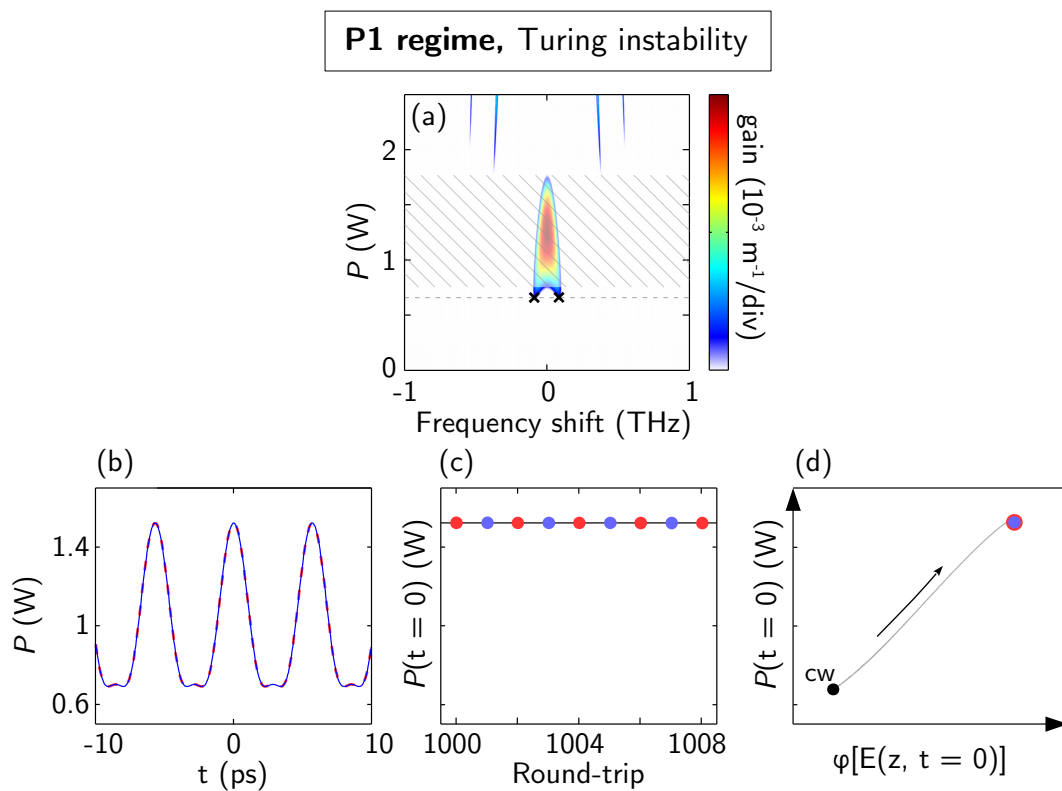 P1 regime, Turing instability
(a)
2
1
0
P (W)
-1
0
1
Frequency shift (THz)
gain (10⁻³ m⁻¹/div)
(b)
1.4
1
0.6
P (W)
-10
0
10
t (ps)
(c)
P(t = 0) (W)
1000
1004
1008
Round-trip
(d)
P(t = 0) (W)
cw
φ[E(z, t = 0)]